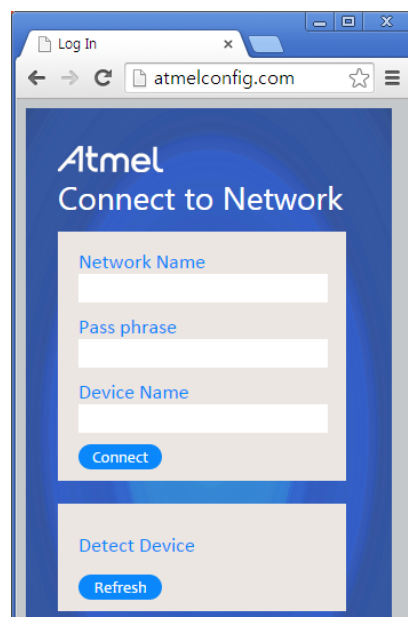 Log In
atmelconfig.com
Atmel
Connect to Network
Network Name
Pass phrase
Device Name
Connect
Detect Device
Refresh